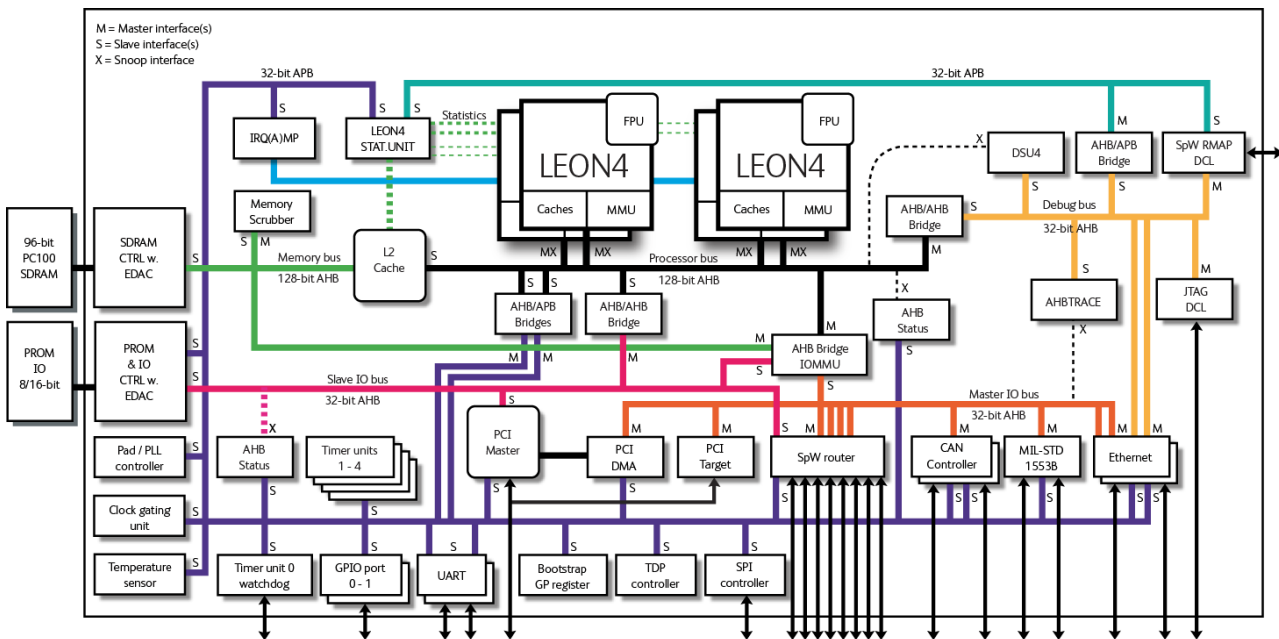 M = Master interface(s)
S = Slave interface(s)
X = Snoop interface
32-bit APB
32-bit APB
S
S
S
M
S
IRQ(A)MP
LEON4
STAT.UNIT
Statistics
FPU
LEON4
Caches
MMU
FPU
LEON4
Caches
MMU
X
DSU4
AHB/APB
Bridge
SpW RMAP
DCL
S
S
M
Memory
Scrubber
S
M
AHB/AHB
Bridge
S
M
Debug bus
32-bit AHB
96-bit
PC100
SDRAM
SDRAM
CTRL w.
EDAC
S
Memory bus
128-bit AHB
L2
Cache
S
MX
MX
MX
MX
Processor bus
128-bit AHB
S
S
S
X
S
M
AHB/APB
Bridges
AHB/AHB
Bridge
AHB
Status
S
AHBTRACE
X
JTAG
DCL
PROM
IO
8/16-bit
PROM
& IO
CTRL w.
EDAC
S
S
M
M
M
M
M
AHB Bridge
IOMMU
S
S
Slave IO bus
32-bit AHB
Master IO bus
32-bit AHB
X
S
M
M
S
M
M
M
M
M
Pad / PLL
controller
S
AHB
Status
S
Timer units
1 - 4
S
PCI
Master
S
PCI
DMA
S
PCI
Target
SpW router
S
CAN
Controller
S
S
MIL-STD
1553B
S
Ethernet
S
S
Clock gating
unit
S
Temperature
sensor
S
S
Timer unit 0
watchdog
S
GPIO port
0 - 1
S
S
UART
S
Bootstrap
GP register
S
TDP
controller
S
SPI
controller